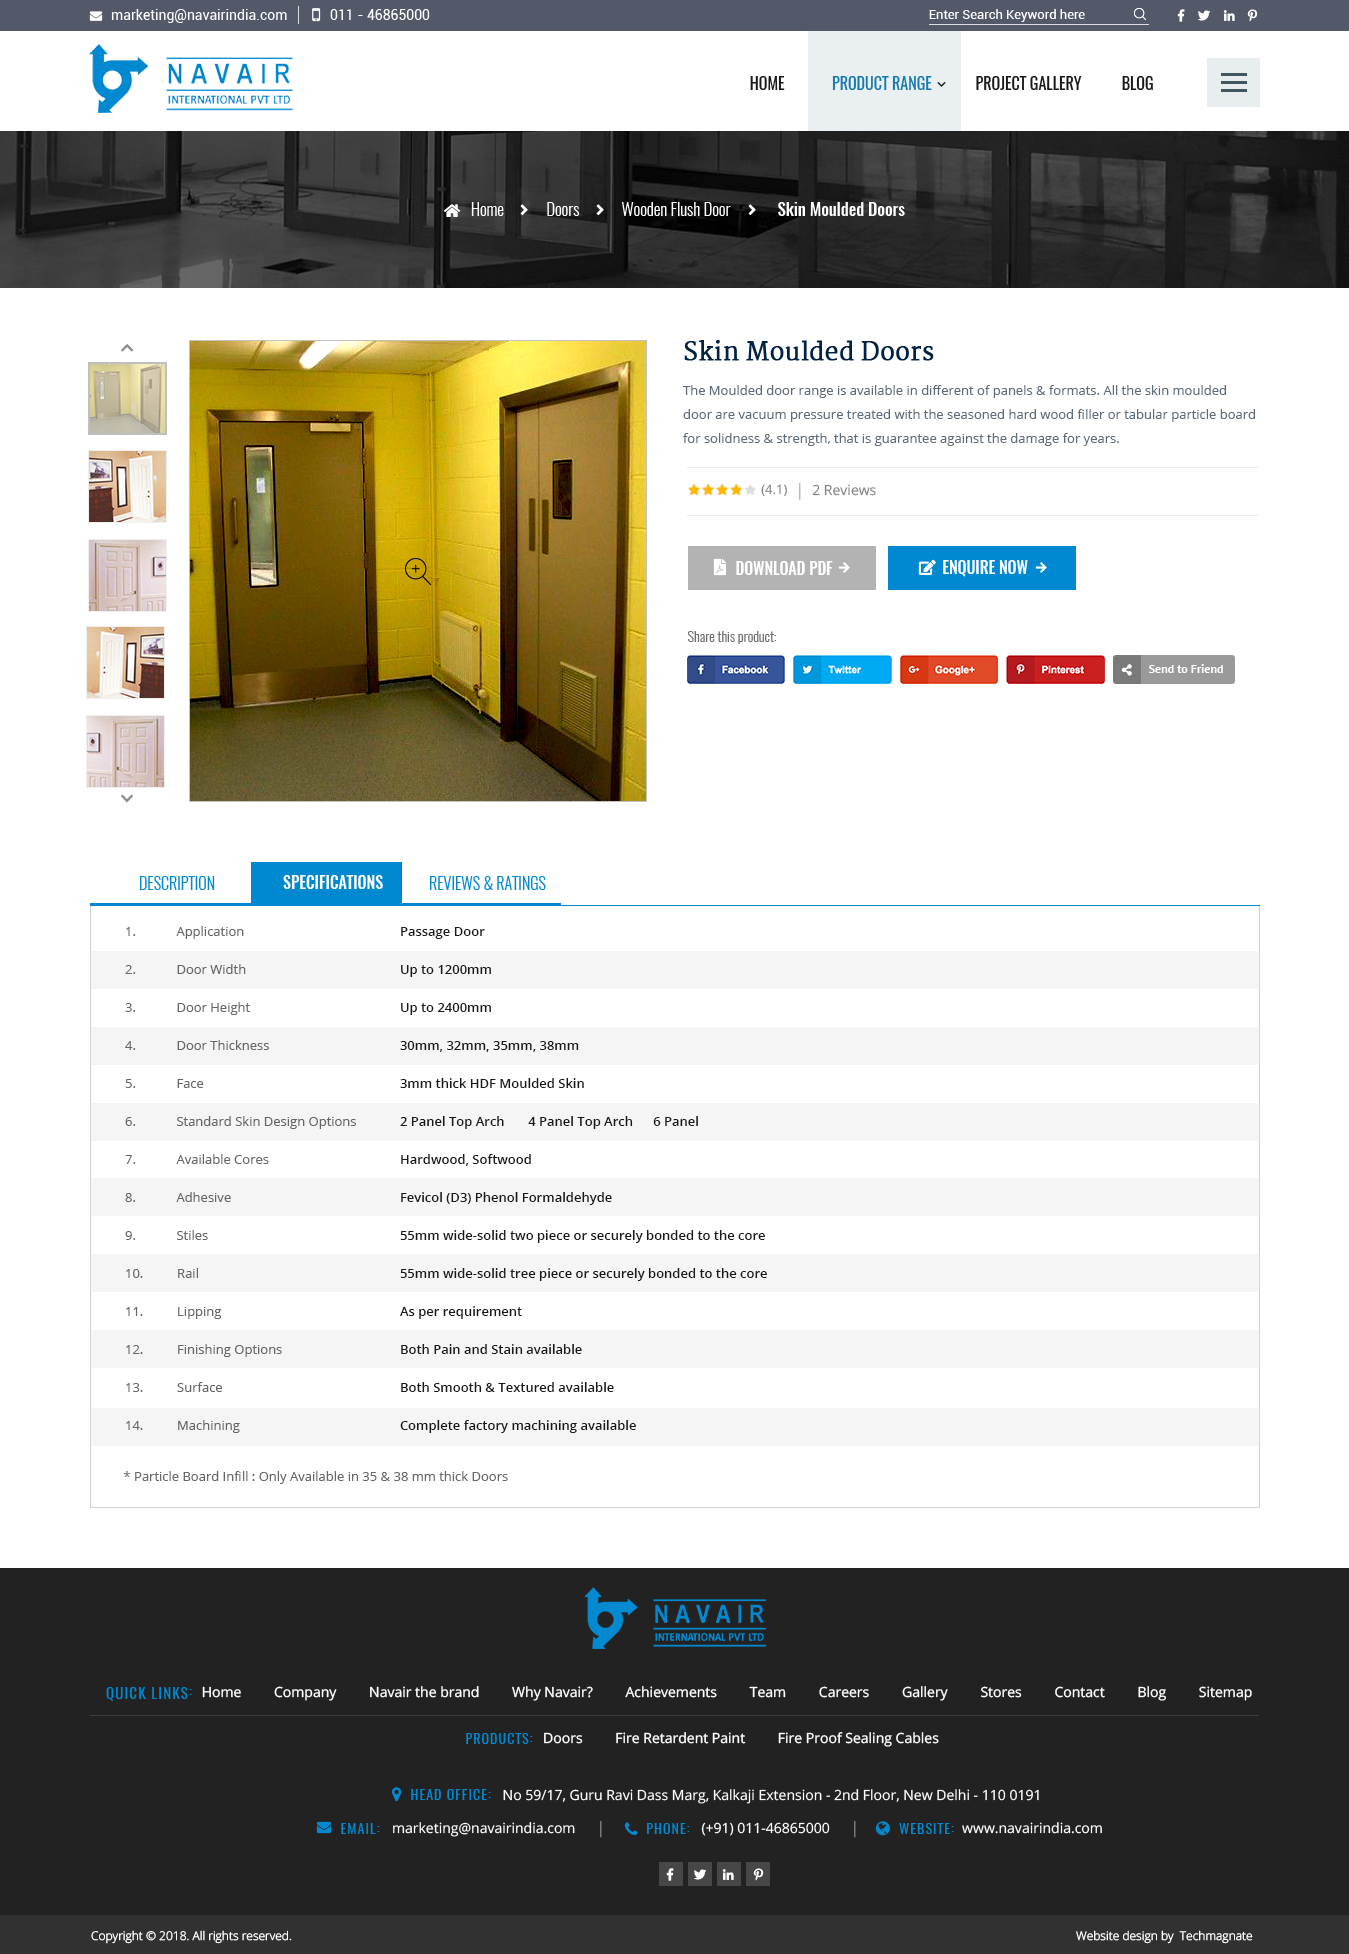 marketing@navairindia.com | 011 - 46865000
Enter Search Keyword here
NAVAIR
INTERNATIONAL PVT LTD
HOME PRODUCT RANGE PROJECT GALLERY BLOG
Home Doors Wooden Flush Door Skin Moulded Doors
Skin Moulded Doors
The Moulded door range is available in different of panels & formats. All the skin moulded
door are vacuum pressure treated with the seasoned hard wood filler or tabular particle board
for solidness & strength, that is guarantee against the damage for years.
(4.1) | 2 Reviews
DOWNLOAD PDF ENQUIRE NOW
Share this product:
Facebook Twitter Google+ Pinterest Send to Friend
DESCRIPTION SPECIFICATIONS REVIEWS & RATINGS
1. Application Passage Door
2. Door Width Up to 1200mm
3. Door Height Up to 2400mm
4. Door Thickness 30mm, 32mm, 35mm, 38mm
5. Face 3mm thick HDF Moulded Skin
6. Standard Skin Design Options 2 Panel Top Arch 4 Panel Top Arch 6 Panel
7. Available Cores Hardwood, Softwood
8. Adhesive Fevicol (D3) Phenol Formaldehyde
9. Stiles 55mm wide-solid two piece or securely bonded to the core
10. Rail 55mm wide-solid tree piece or securely bonded to the core
11. Lipping As per requirement
12. Finishing Options Both Pain and Stain available
13. Surface Both Smooth & Textured available
14. Machining Complete factory machining available
* Particle Board Infill : Only Available in 35 & 38 mm thick Doors
NAVAIR
INTERNATIONAL PVT LTD
QUICK LINKS: Home Company Navair the brand Why Navair? Achievements Team Careers Gallery Stores Contact Blog Sitemap
PRODUCTS: Doors Fire Retardent Paint Fire Proof Sealing Cables
HEAD OFFICE: No 59/17, Guru Ravi Dass Marg, Kalkaji Extension - 2nd Floor, New Delhi - 110 0191
EMAIL: marketing@navairindia.com | PHONE: (+91) 011-46865000 | WEBSITE: www.navairindia.com
Copyright © 2018. All rights reserved.
Website design by Techmagnate